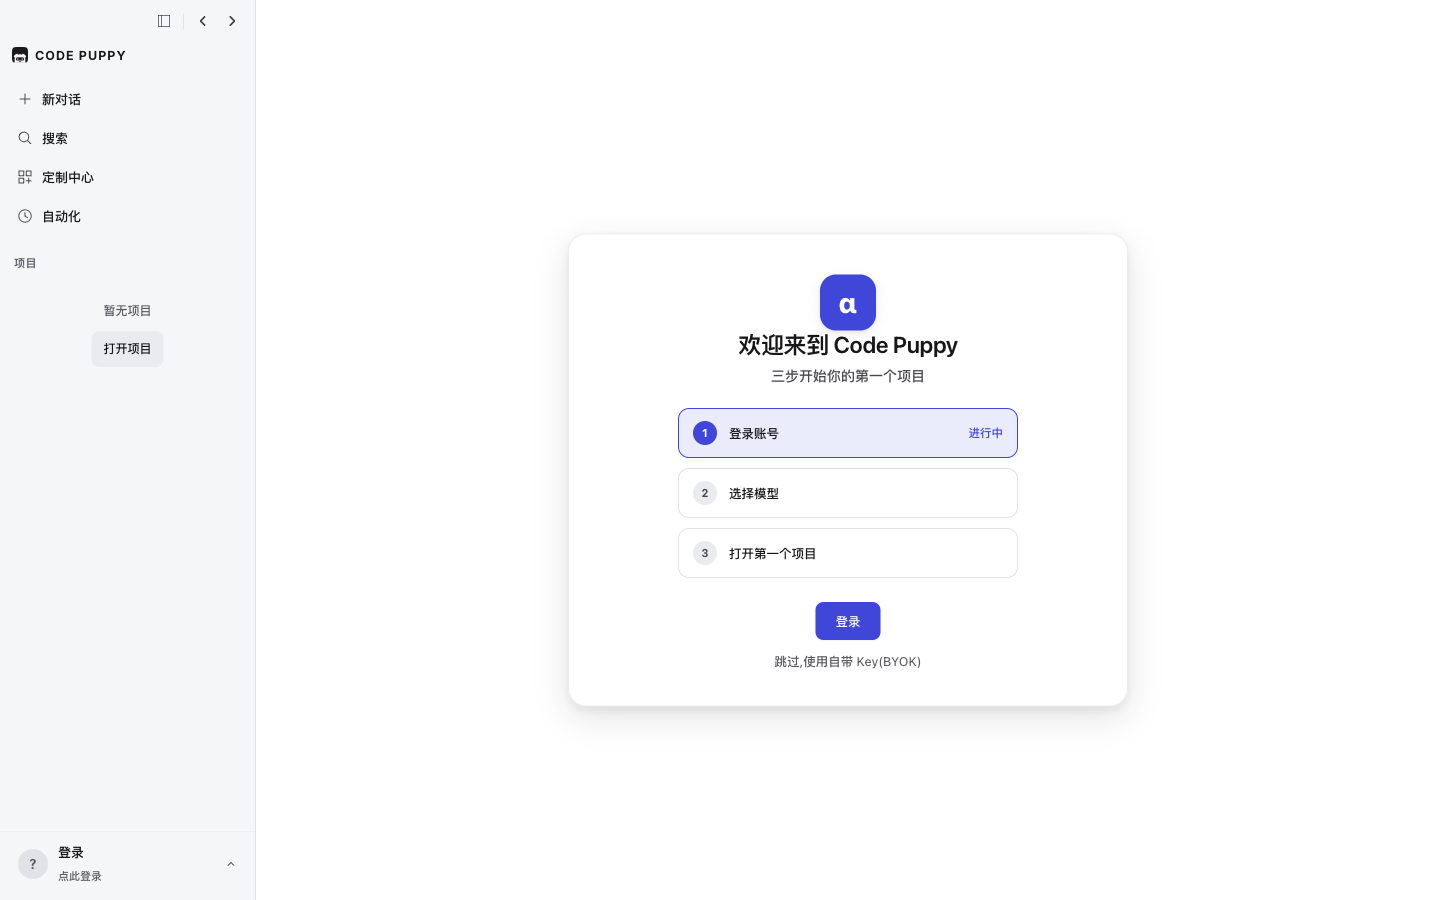 CODE PUPPY
新对话
搜索
定制中心
自动化
项目
暂无项目
打开项目
?
登录
点此登录
α
欢迎来到 Code Puppy
三步开始你的第一个项目
1 登录账号 进行中
2 选择模型
3 打开第一个项目
登录
跳过,使用自带 Key(BYOK)